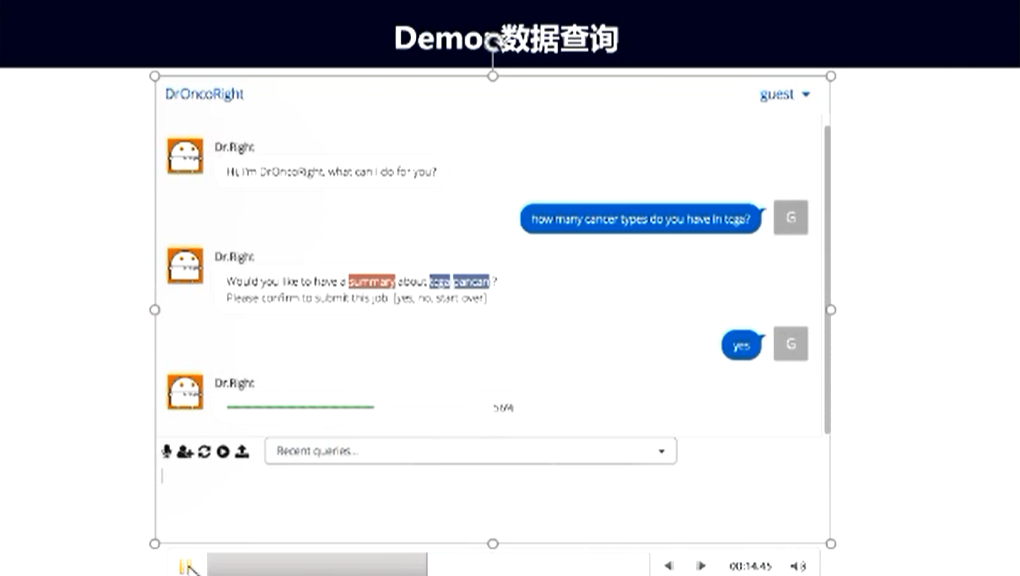 Demo:数据查询
DrOncoRight
guest
Dr.Right
Hi, I'm DrOncoRight, what can I do for you?
how many cancer types do you have in tcga?
G
Dr.Right
Would you like to have a summary about tcga pancan ?
Please confirm to submit this job. [yes, no, start over]
yes
G
Dr.Right
56%
Recent queries...
00:14.45